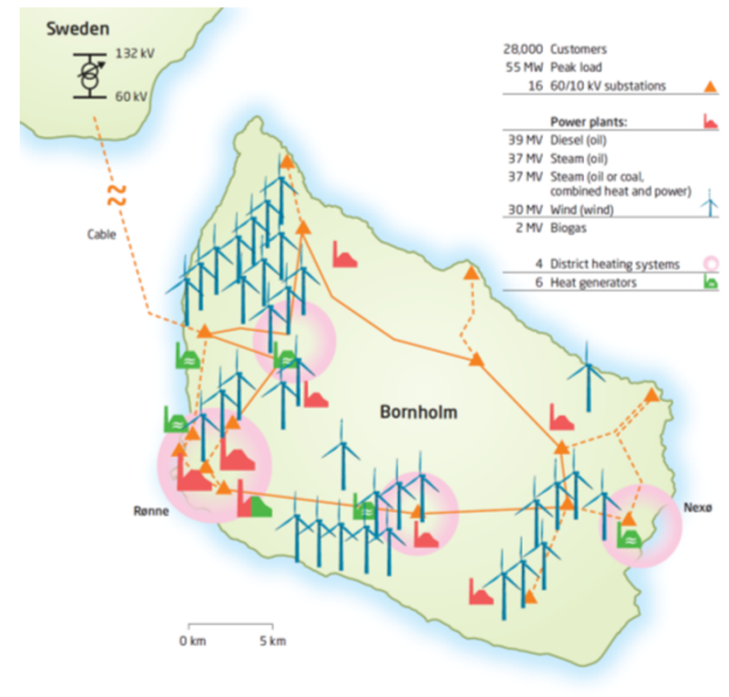 Sweden
132 kV
60 kV
Cable
28,000 Customers
55 MW Peak load
16 60/10 kV substations
Power plants:
39 MV Diesel (oil)
37 MV Steam (oil)
37 MV Steam (oil or coal,
combined heat and power)
30 MV Wind (wind)
2 MV Biogas
4 District heating systems
6 Heat generators
Bornholm
Rønne
Nexø
0 km
5 km